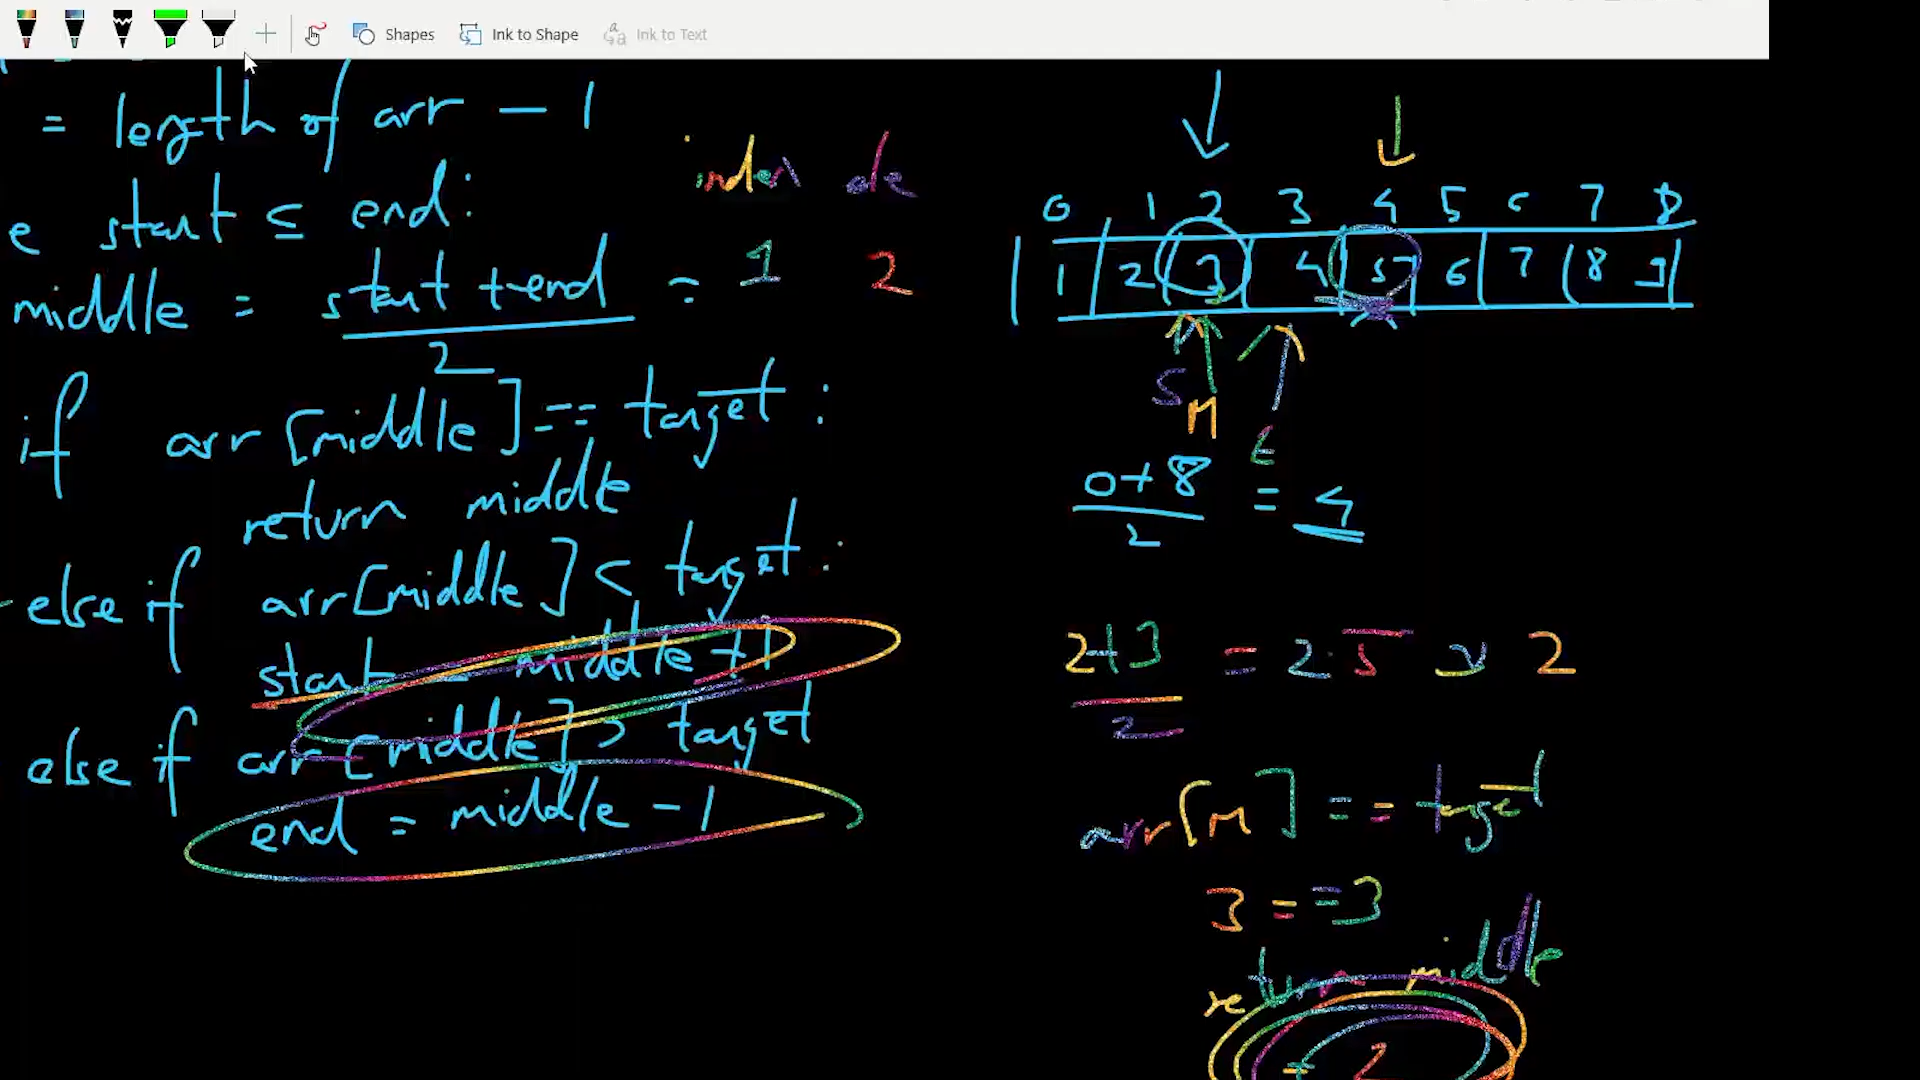 Shapes Ink to Shape Ink to Text
= length of arr - 1
e start ≤ end:
middle = start + end = 1 2
2
if arr [middle] == target :
return middle
else if arr [middle] < target :
start = middle + 1
else if arr [middle] > target
end = middle - 1
0 1 2 3 4 5 6 7 8
1 2 3 4 5 6 7 8 9
S M E
0+8 = 4
2
2+3 = 2.5 2
2
arr [M] == target
3 == 3
return middle
= 2